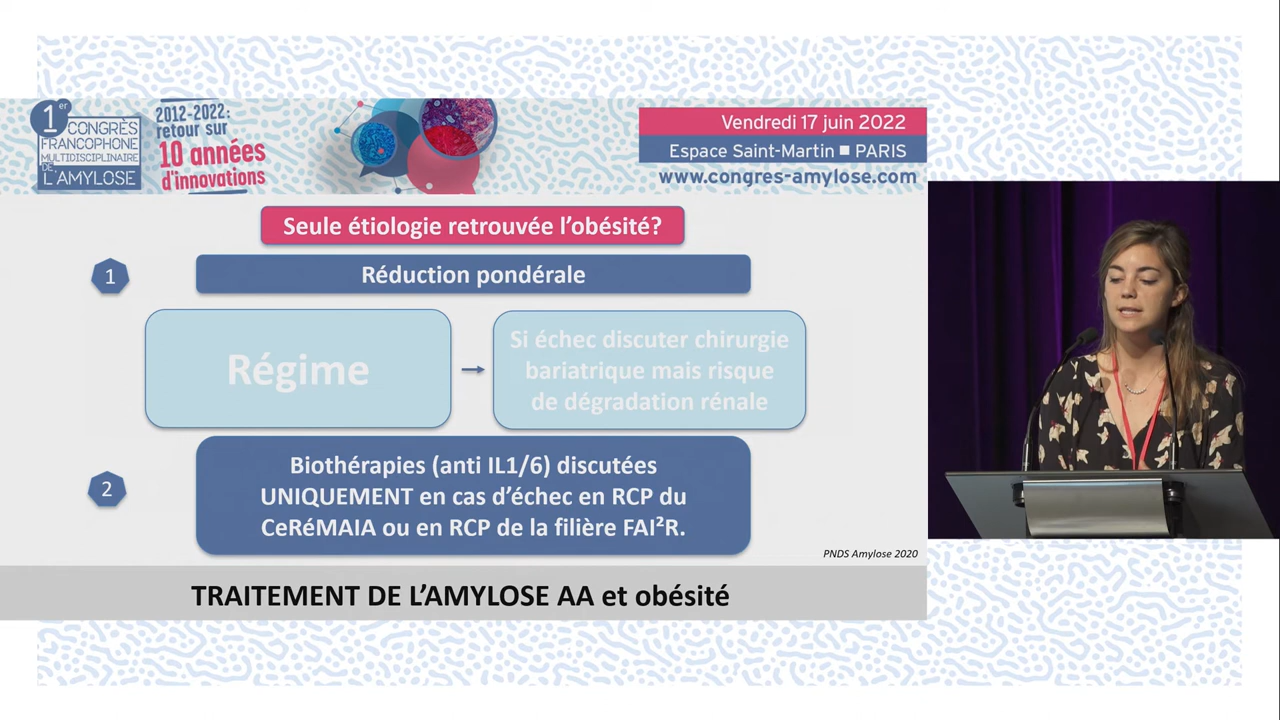 1er
CONGRÈS
FRANCOPHONE
MULTIDISCIPLINAIRE
DE L'AMYLOSE
2012-2022:
retour sur
10 années
d'innovations
Vendredi 17 juin 2022
Espace Saint-Martin ■ PARIS
www.congres-amylose.com
Seule étiologie retrouvée l'obésité?
1
Réduction pondérale
Régime
Si échec discuter chirurgie
bariatrique mais risque
de dégradation rénale
2
Biothérapies (anti IL1/6) discutées
UNIQUEMENT en cas d'échec en RCP du
CeRéMAIA ou en RCP de la filière FAI²R.
PNDS Amylose 2020
TRAITEMENT DE L'AMYLOSE AA et obésité